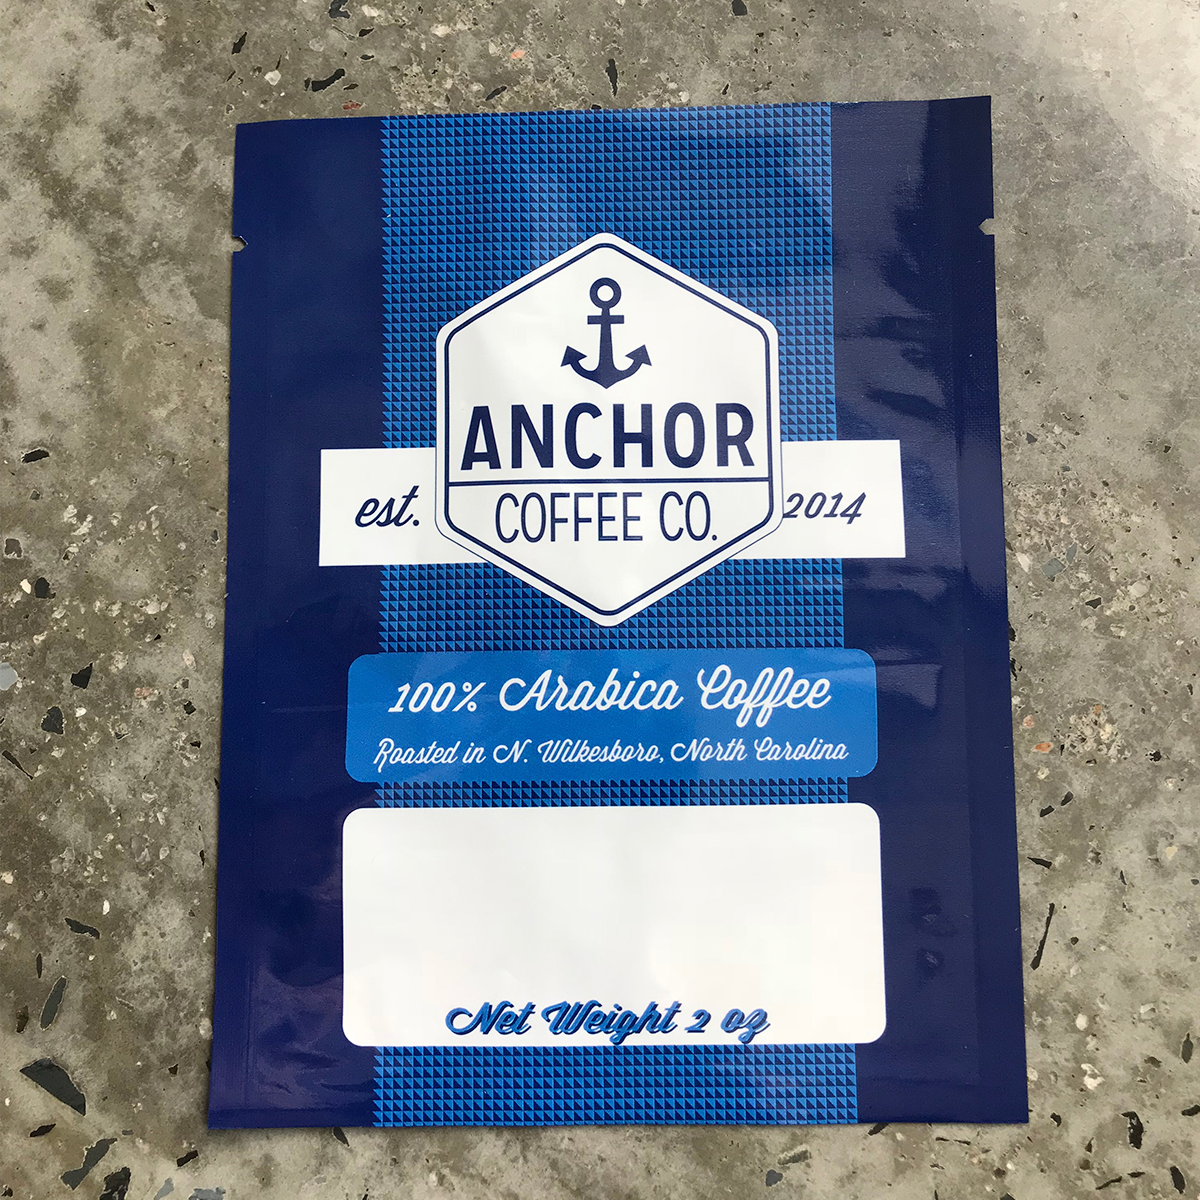 ANCHOR
COFFEE CO.
est. 2014
100% Arabica Coffee
Roasted in N. Wilkesboro, North Carolina
Net Weight 2 oz